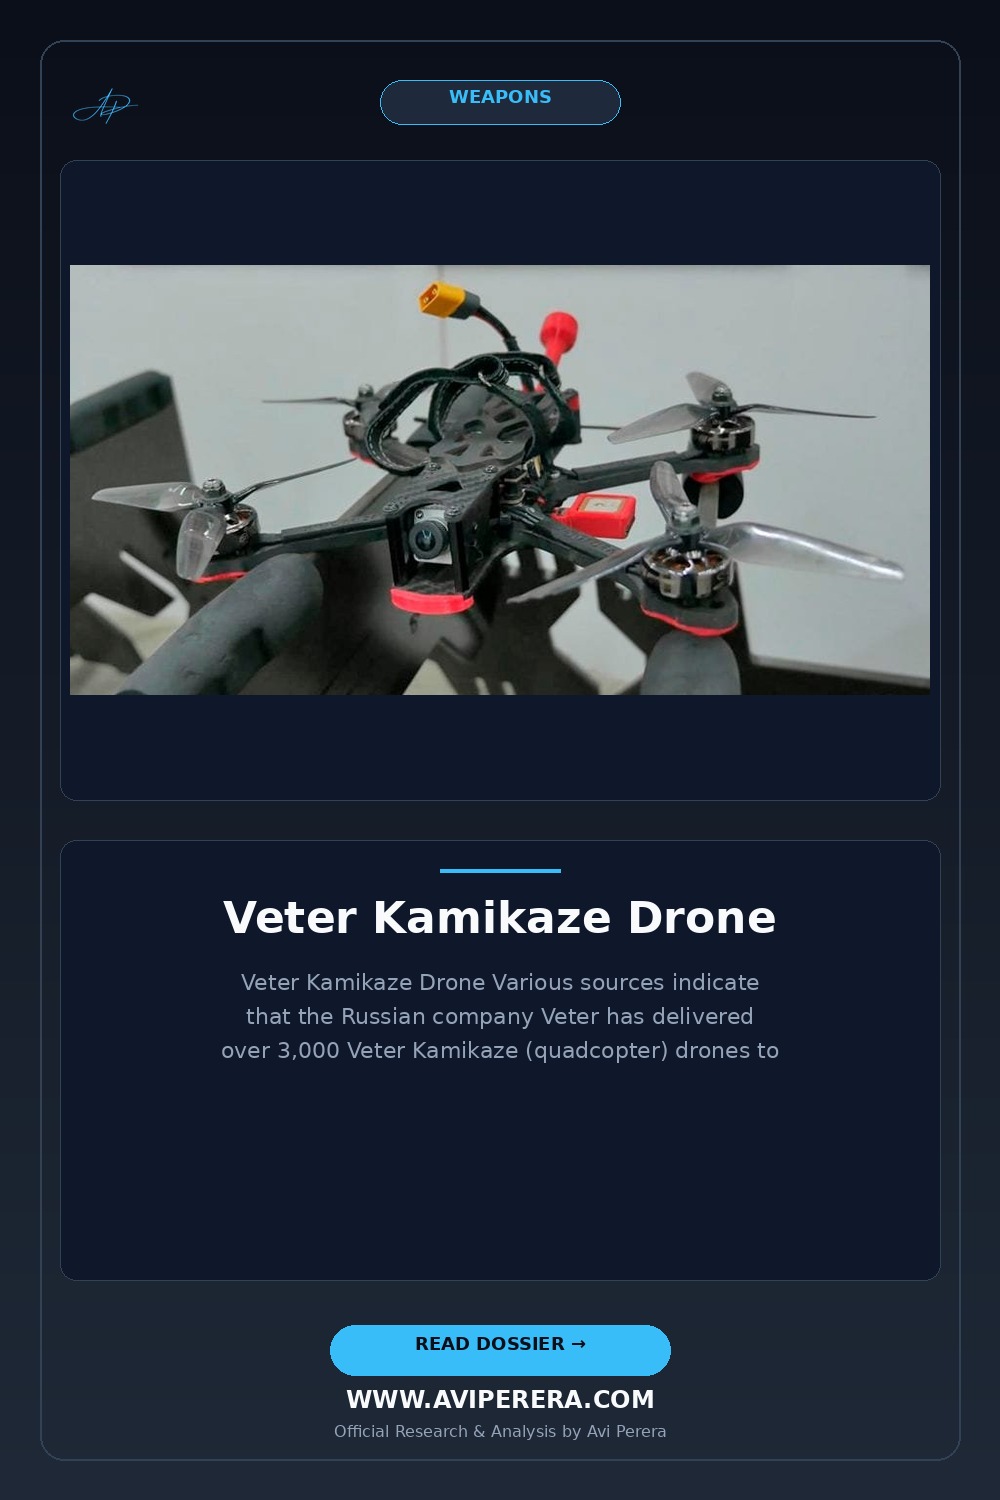 WEAPONS
Veter Kamikaze Drone
Veter Kamikaze Drone Various sources indicate
that the Russian company Veter has delivered
over 3,000 Veter Kamikaze (quadcopter) drones to
READ DOSSIER →
WWW.AVIPERERA.COM
Official Research & Analysis by Avi Perera